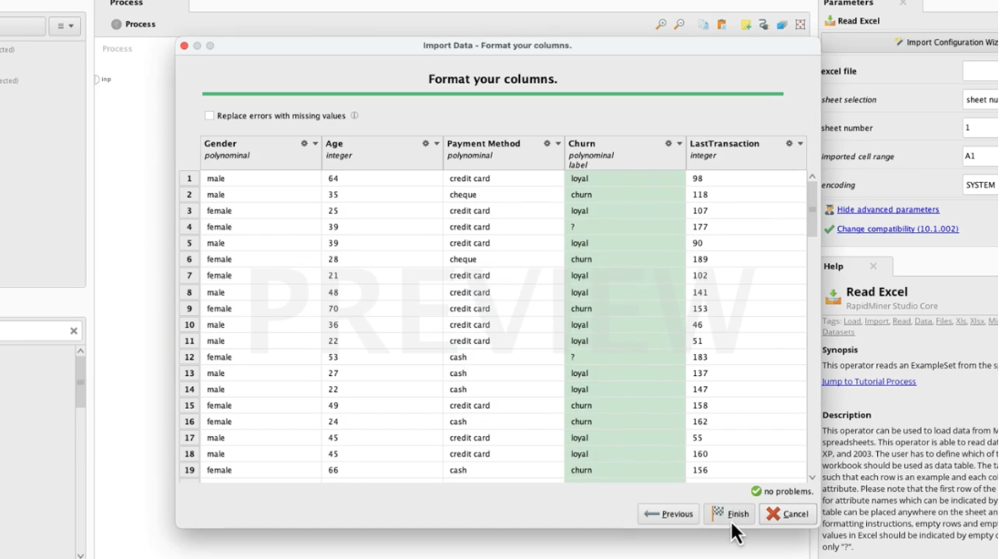 Process
Parameters
Process
Read Excel
Process
Import Data - Format your columns.
Import Configuration Wiz
inp
Format your columns.
excel file
Replace errors with missing values
sheet selection
sheet nu
sheet number
1
imported cell range
A1
encoding
SYSTEM
Hide advanced parameters
Change compatibility (10.1.002)
Gender Age Payment Method Churn LastTransaction
polynominal integer polynominal polynominal integer
label
1 male 64 credit card loyal 98
2 male 35 cheque churn 118
3 female 25 credit card loyal 107
4 female 39 credit card ? 177
5 male 39 credit card loyal 90
6 female 28 cheque churn 189
7 female 21 credit card loyal 102
8 male 48 credit card loyal 141
9 female 70 credit card churn 153
10 male 36 credit card loyal 46
11 male 22 credit card loyal 51
12 female 53 cash ? 183
13 male 27 cash loyal 137
14 male 22 cash loyal 147
15 female 49 credit card churn 158
16 female 24 cash churn 162
17 male 45 credit card loyal 55
18 male 45 credit card loyal 160
19 female 66 cash churn 156
PREVIEW
no problems.
Previous
Finish
Cancel
Help
Read Excel
RapidMiner Studio Core
Tags: Load, Import, Read, Data, Files, Xls, Xlsx, Mi
Datasets
Synopsis
This operator reads an ExampleSet from the s
Jump to Tutorial Process
Description
This operator can be used to load data from M
spreadsheets. This operator is able to read dat
XP, and 2003. The user has to define which of t
workbook should be used as data table. The ta
such that each row is an example and each col
attribute. Please note that the first row of the
for attribute names which can be indicated by
table can be placed anywhere on the sheet an
formatting instructions, empty rows and empt
values in Excel should be indicated by empty c
only "?".